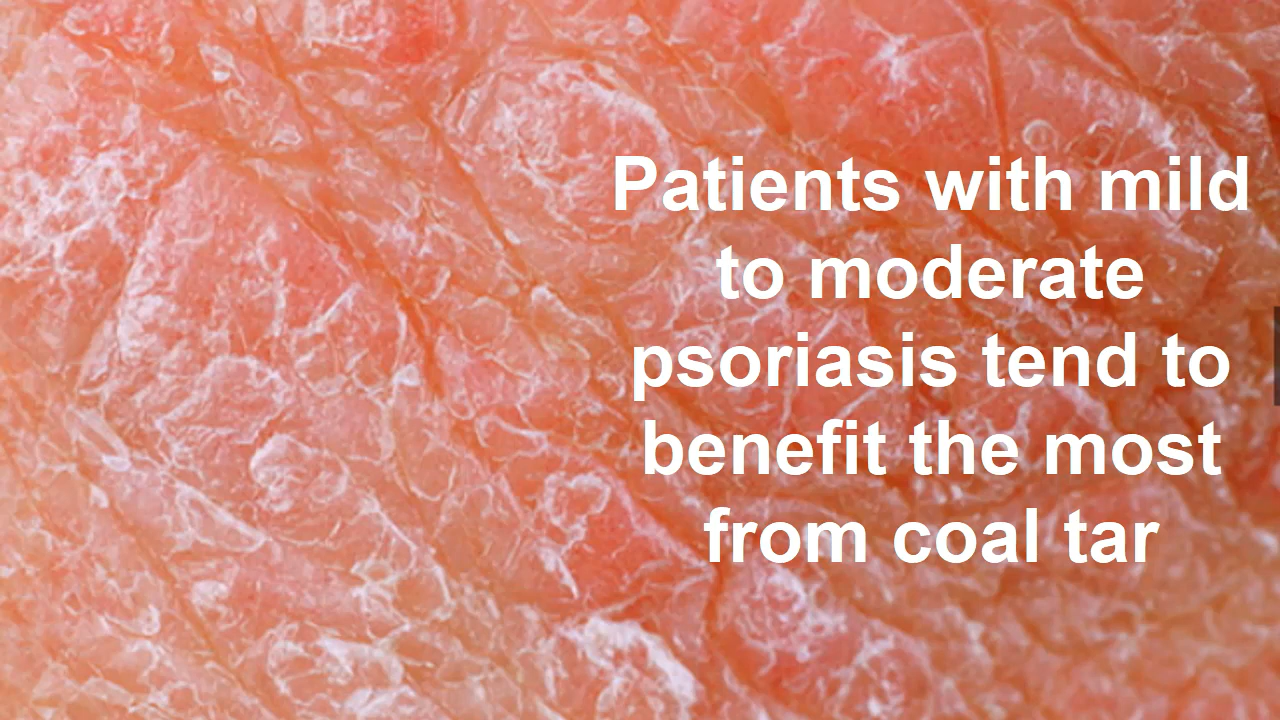 Patients with mild
to moderate
psoriasis tend to
benefit the most
from coal tar